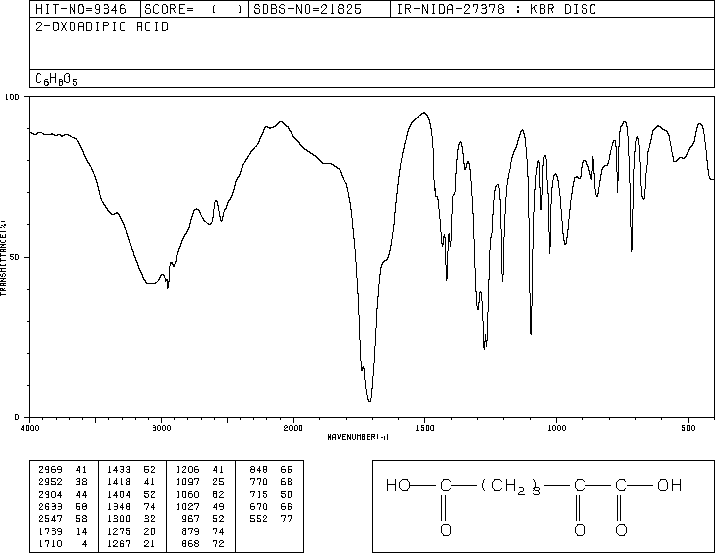 HIT-NO=9346 SCORE= ( ) SDBS-NO=21825 IR-NIDA-27378 : KBR DISC
2-OXOADIPIC ACID
C6H8O5
100
TRANSMITTANCE(%)
50
0
4000 3000 2000 1500 1000 500
WAVENUMBER(-1)
2969 41 1433 52 1206 41 848 66
2952 38 1418 41 1097 25 770 68
2904 44 1404 52 1060 62 715 50
2633 60 1348 74 1027 49 670 66
2547 58 1300 32 967 52 552 77
1739 14 1275 20 879 74
1710 4 1267 21 868 72
HO C (CH2)3 C C OH
O O O